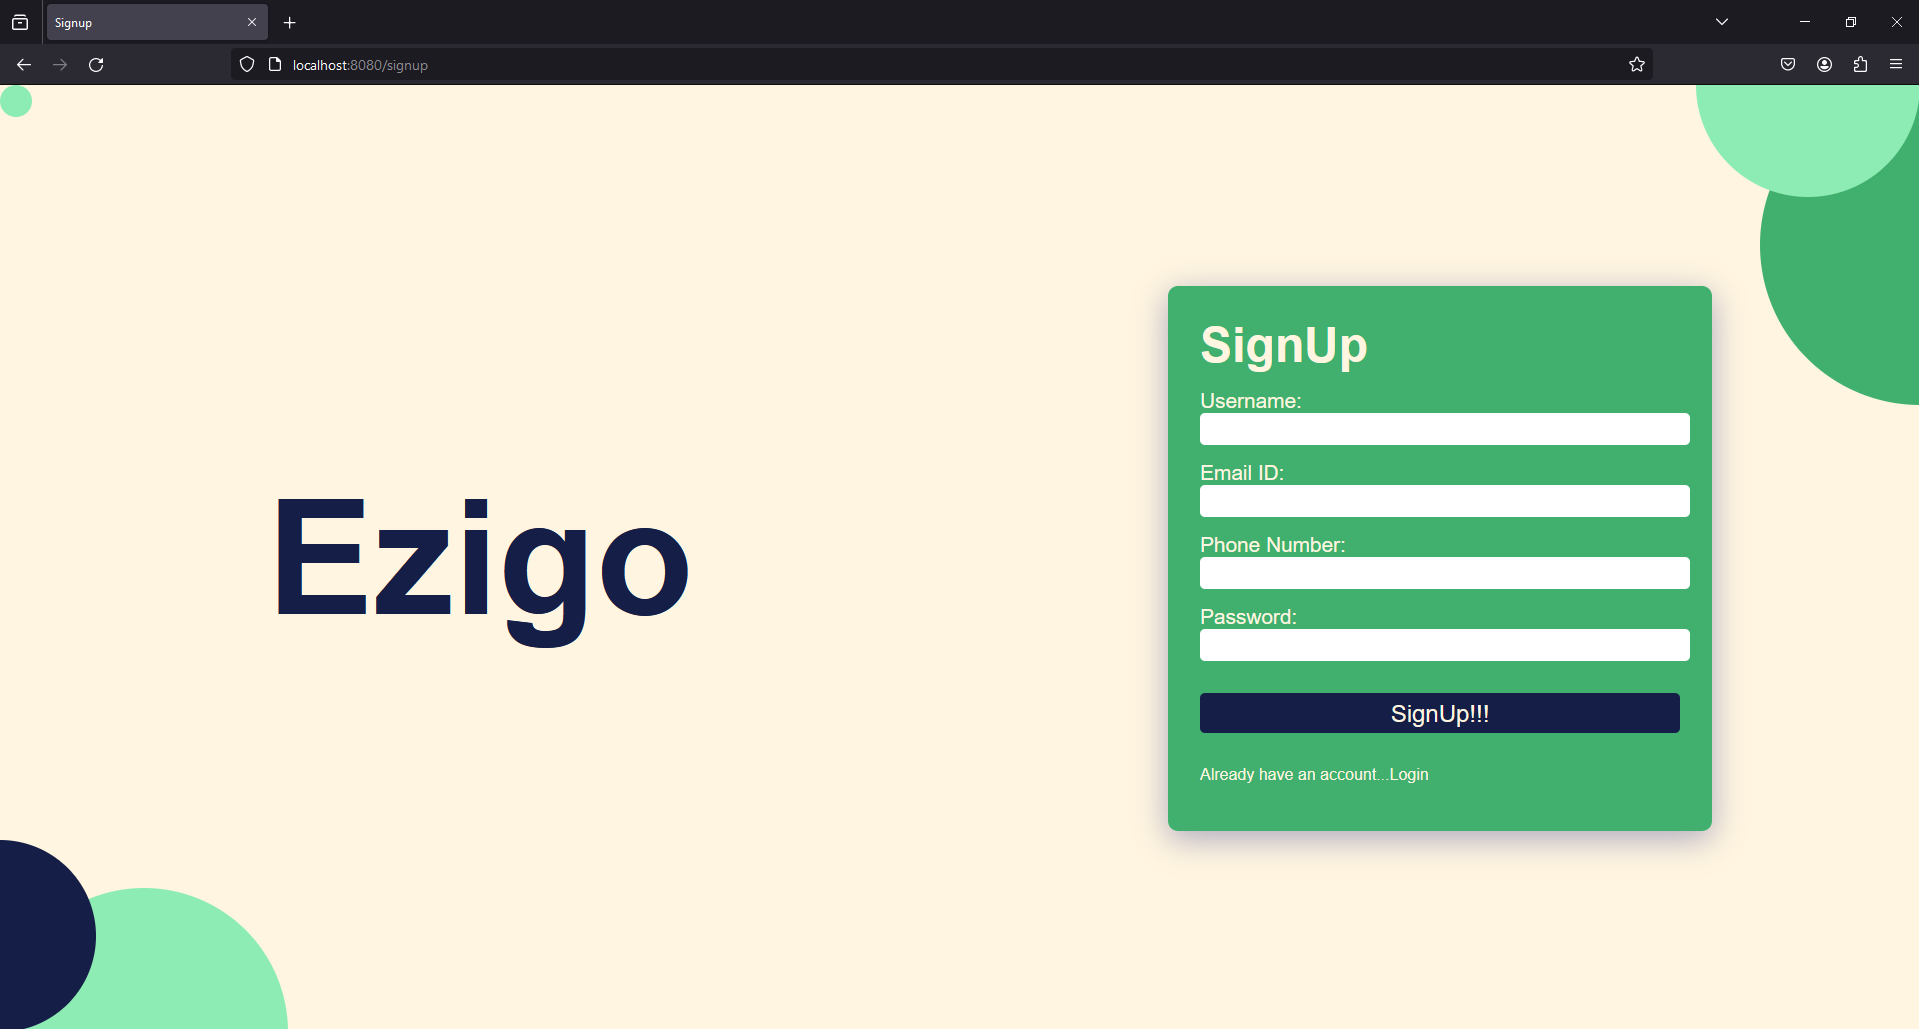 Signup
localhost:8080/signup
Ezigo
SignUp
Username:
Email ID:
Phone Number:
Password:
SignUp!!!
Already have an account...Login